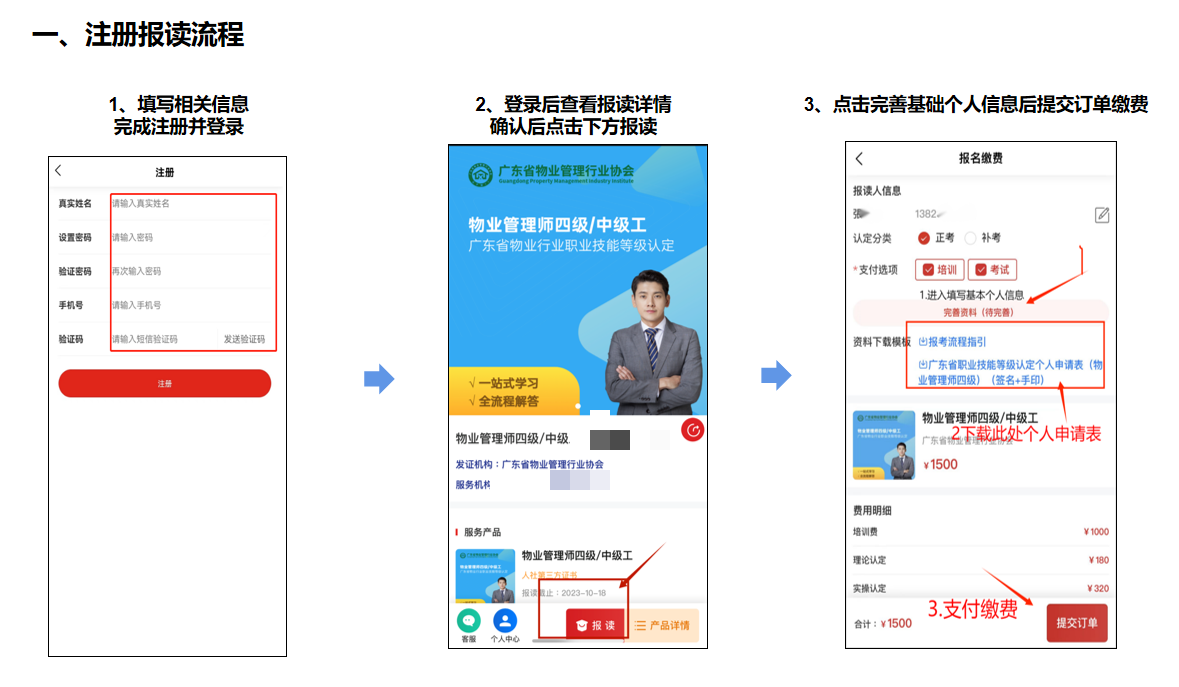 一、注册报读流程
1、填写相关信息
完成注册并登录
注册
真实姓名 请输入真实姓名
设置密码 请输入密码
验证密码 再次输入密码
手机号 请输入手机号
验证码 请输入短信验证码 发送验证码
注册
2、登录后查看报读详情
确认后点击下方报读
广东省物业管理行业协会
Guangdong Property Management Industry Institute
物业管理师四级/中级工
广东省物业行业职业技能等级认定
√一站式学习
√全流程解答
物业管理师四级/中级
发证机构：广东省物业管理行业协会
服务机构
服务产品
物业管理师四级/中级工
人社第三方证书
报读截止：2023-10-18
客服
个人中心
报读
产品详情
3、点击完善基础个人信息后提交订单缴费
报名缴费
报读人信息
張 1382
认定分类 正考 补考
*支付选项 培训 考试
1.进入填写基本个人信息
完善资料（待完善）
资料下载模板 报考流程指引
广东省职业技能等级认定个人申请表（物
业管理师四级）（签名+手印）
物业管理师四级/中级工
2下载此处个人申请表
广东省物业管理行业协会
¥1500
费用明细
培训费 ¥1000
理论认定 ¥180
实操认定 ¥320
3.支付缴费
合计：¥1500
提交订单